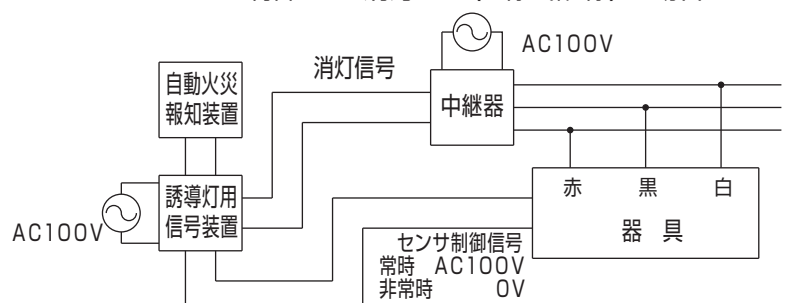 AC100V
消灯信号
自動火災
報知装置
中継器
誘導灯用
信号装置
AC100V
赤 黒 白
器 具
センサ制御信号
常時 AC100V
非常時 0V